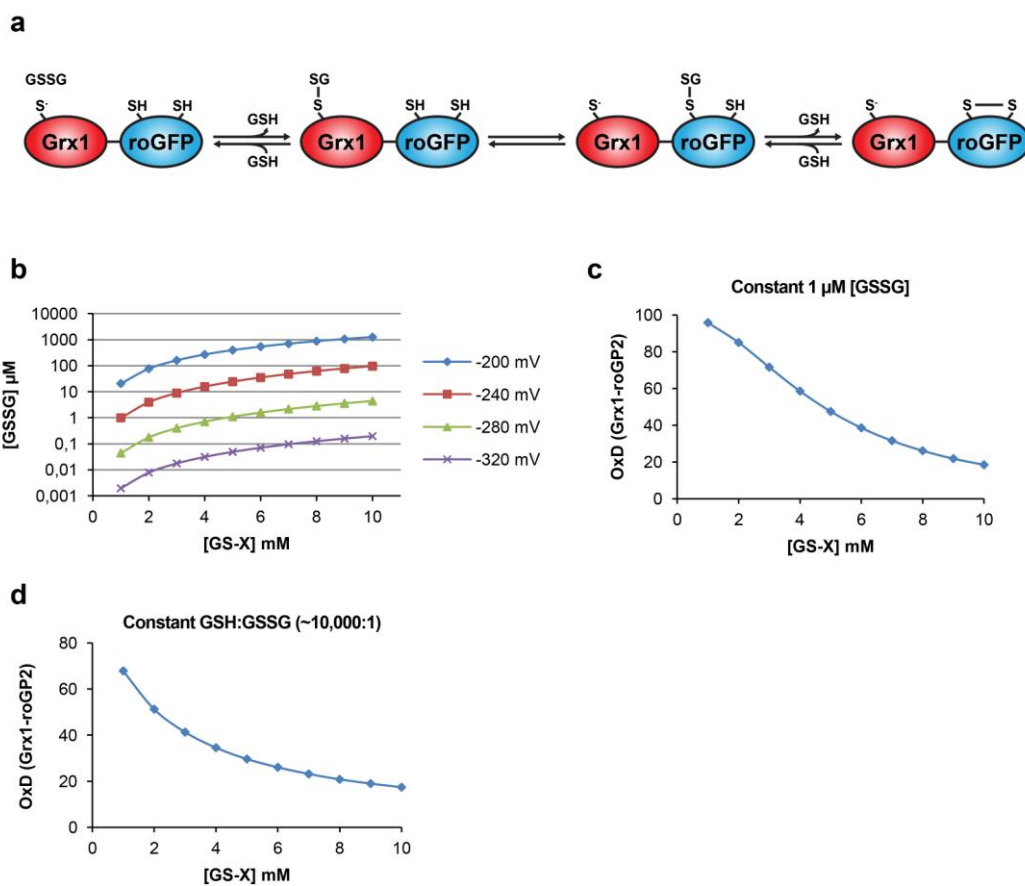 a
GSSG
S-
SH SH
Grx1
roGFP
GSH
GSH
SG
S
SH SH
Grx1
roGFP
SG
S-
S
SH
Grx1
roGFP
GSH
GSH
S-
S
S
Grx1
roGFP
b
[GSSG] µM
10000
1000
100
10
1
0,1
0,01
0,001
0 2 4 6 8 10
[GS-X] mM
-200 mV
-240 mV
-280 mV
-320 mV
c
Constant 1 µM [GSSG]
OxD (Grx1-roGP2)
100
80
60
40
20
0
0 2 4 6 8 10
[GS-X] mM
d
Constant GSH:GSSG (~10,000:1)
OxD (Grx1-roGP2)
80
60
40
20
0
0 2 4 6 8 10
[GS-X] mM